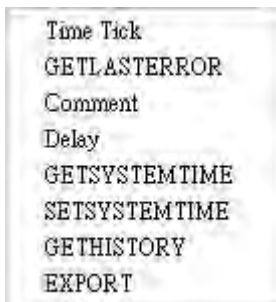 Time Tick
GETLASTERROR
Comment
Delay
GETSYSTEMTIME
SETSYSTEMTIME
GETHISTORY
EXPORT